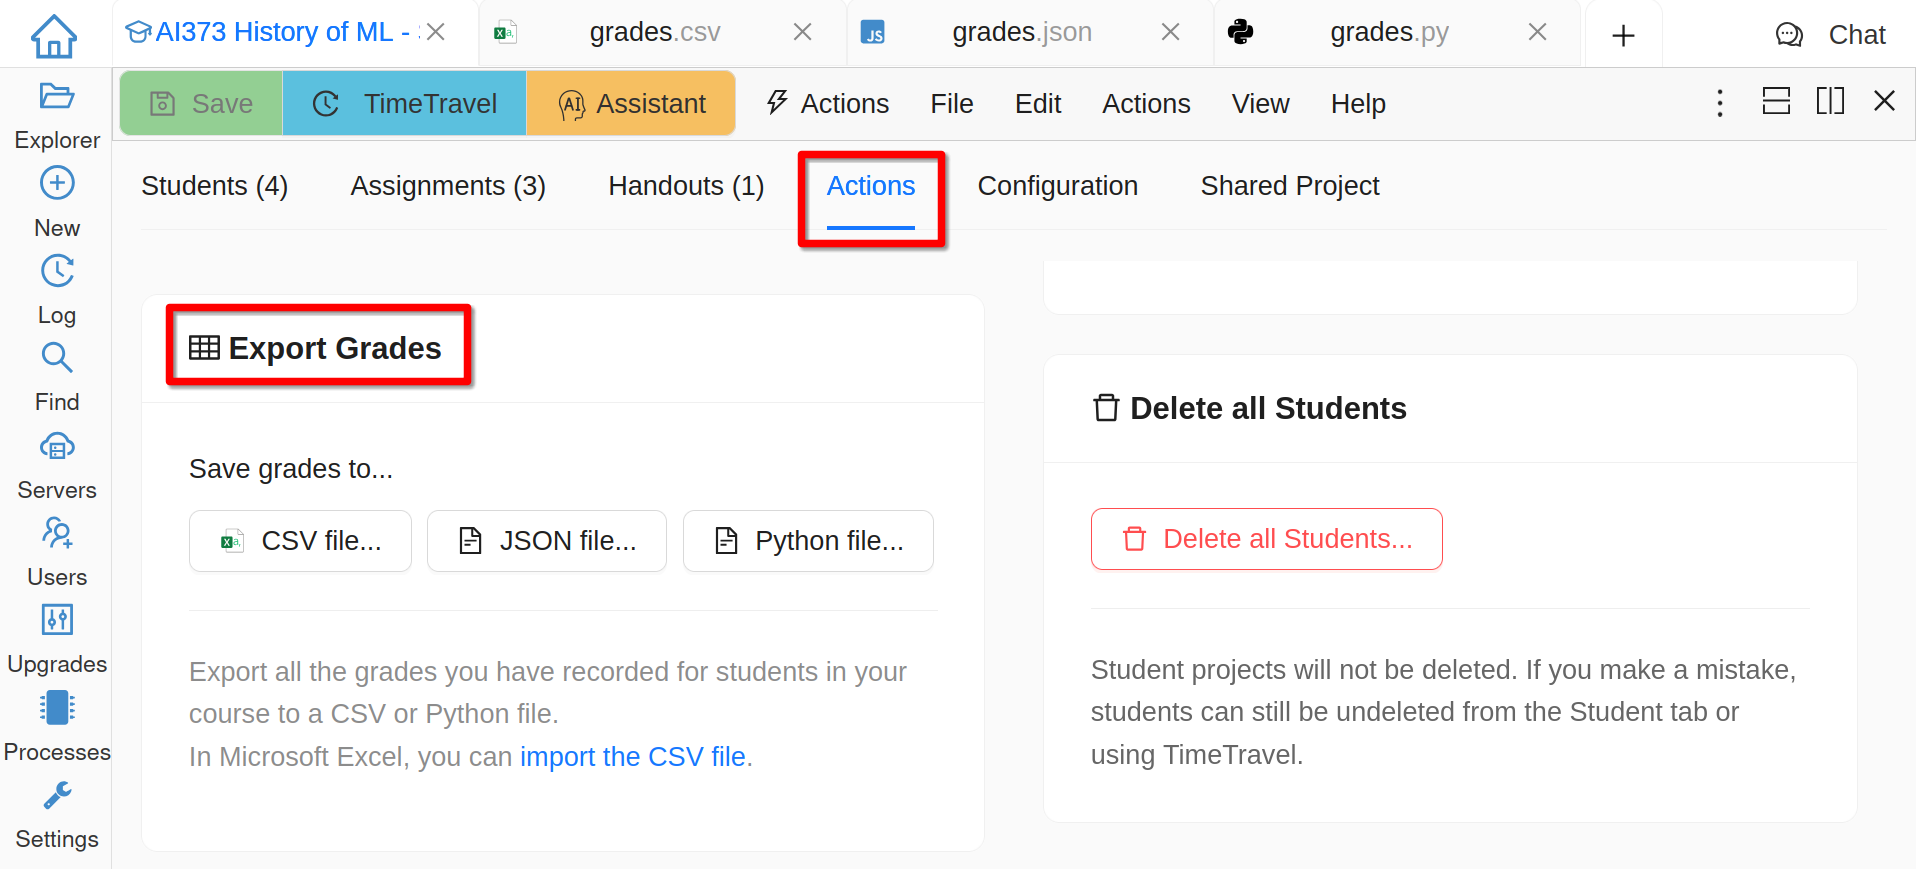 AI373 History of ML -
grades.csv
grades.json
grades.py
Chat
Explorer
New
Log
Find
Servers
Users
Upgrades
Processes
Settings
Save
TimeTravel
Assistant
Actions
File
Edit
Actions
View
Help
Students (4)
Assignments (3)
Handouts (1)
Actions
Configuration
Shared Project
Export Grades
Save grades to...
CSV file...
JSON file...
Python file...
Export all the grades you have recorded for students in your
course to a CSV or Python file.
In Microsoft Excel, you can import the CSV file.
Delete all Students
Delete all Students...
Student projects will not be deleted. If you make a mistake,
students can still be undeleted from the Student tab or
using TimeTravel.